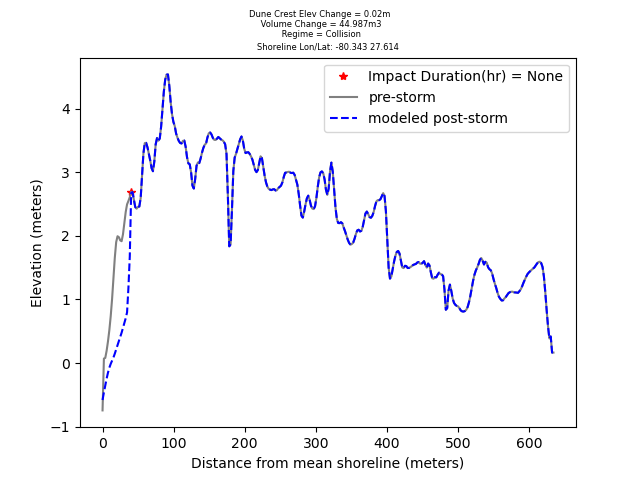 Dune Crest Elev Change = 0.02m
Volume Change = 44.987m3
Regime = Collision
Shoreline Lon/Lat: -80.343 27.614
Impact Duration(hr) = None
pre-storm
modeled post-storm
Elevation (meters)
4
3
2
1
0
−1
0 100 200 300 400 500 600
Distance from mean shoreline (meters)